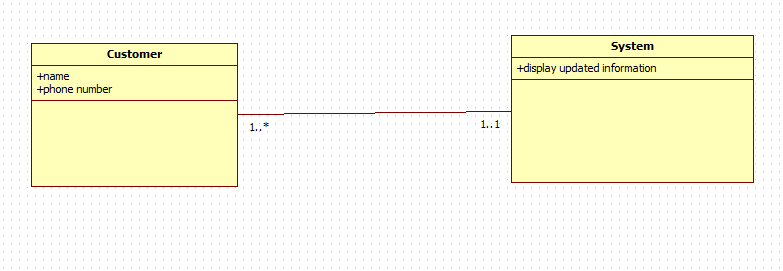 Customer
+name
+phone number
System
+display updated information
1..*
1..1